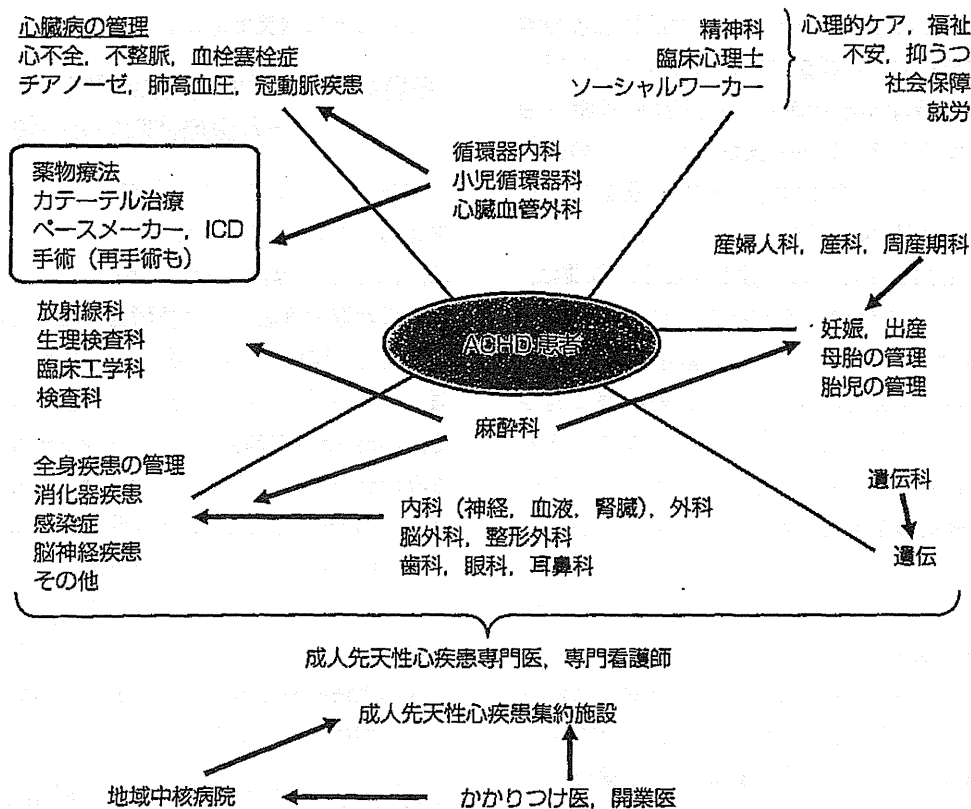 心臓病の管理
心不全，不整脈，血栓塞栓症
チアノーゼ，肺高血圧，冠動脈疾患
精神科
臨床心理士
ソーシャルワーカー
心理的ケア，福祉
不安，抑うつ
社会保障
就労
循環器内科
小児循環器科
心臓血管外科
薬物療法
カテーテル治療
ペースメーカー，ICD
手術（再手術も）
産婦人科，産科，周産期科
放射線科
生理検査科
臨床工学科
検査科
ACHD 患者
妊娠，出産
母胎の管理
胎児の管理
麻酔科
全身疾患の管理
消化器疾患
感染症
脳神経疾患
その他
内科（神経，血液，腎臓），外科
脳外科，整形外科
歯科，眼科，耳鼻科
遺伝科
遺伝
成人先天性心疾患専門医，専門看護師
成人先天性心疾患集約施設
地域中核病院
かかりつけ医，開業医